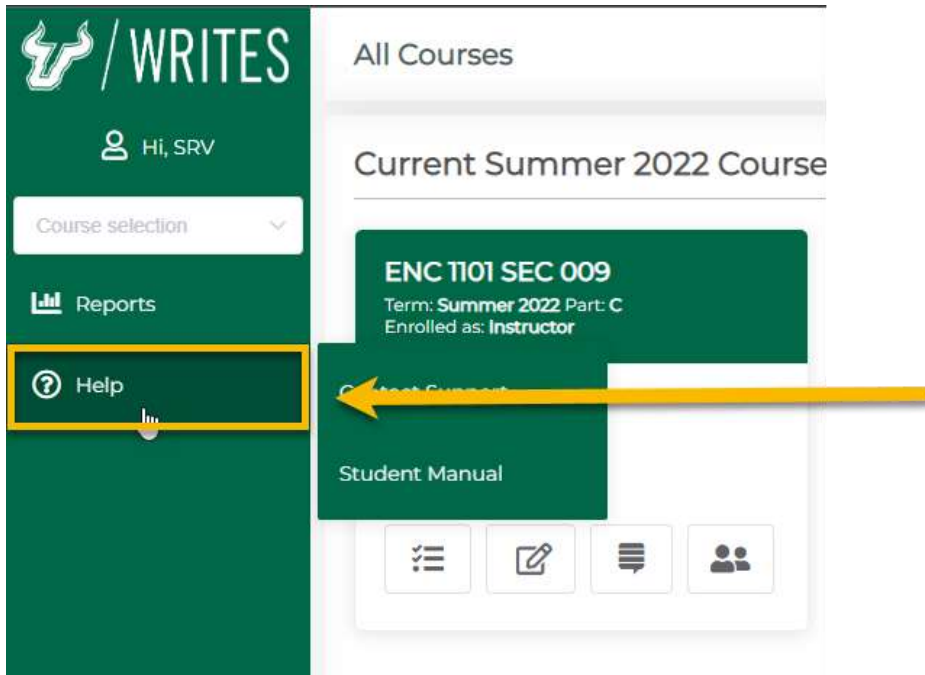 / WRITES
Hi, SRV
Course selection
Reports
Help
All Courses
Current Summer 2022 Course
ENC 1101 SEC 009
Term: Summer 2022 Part: C
Enrolled as: Instructor
Support
Student Manual